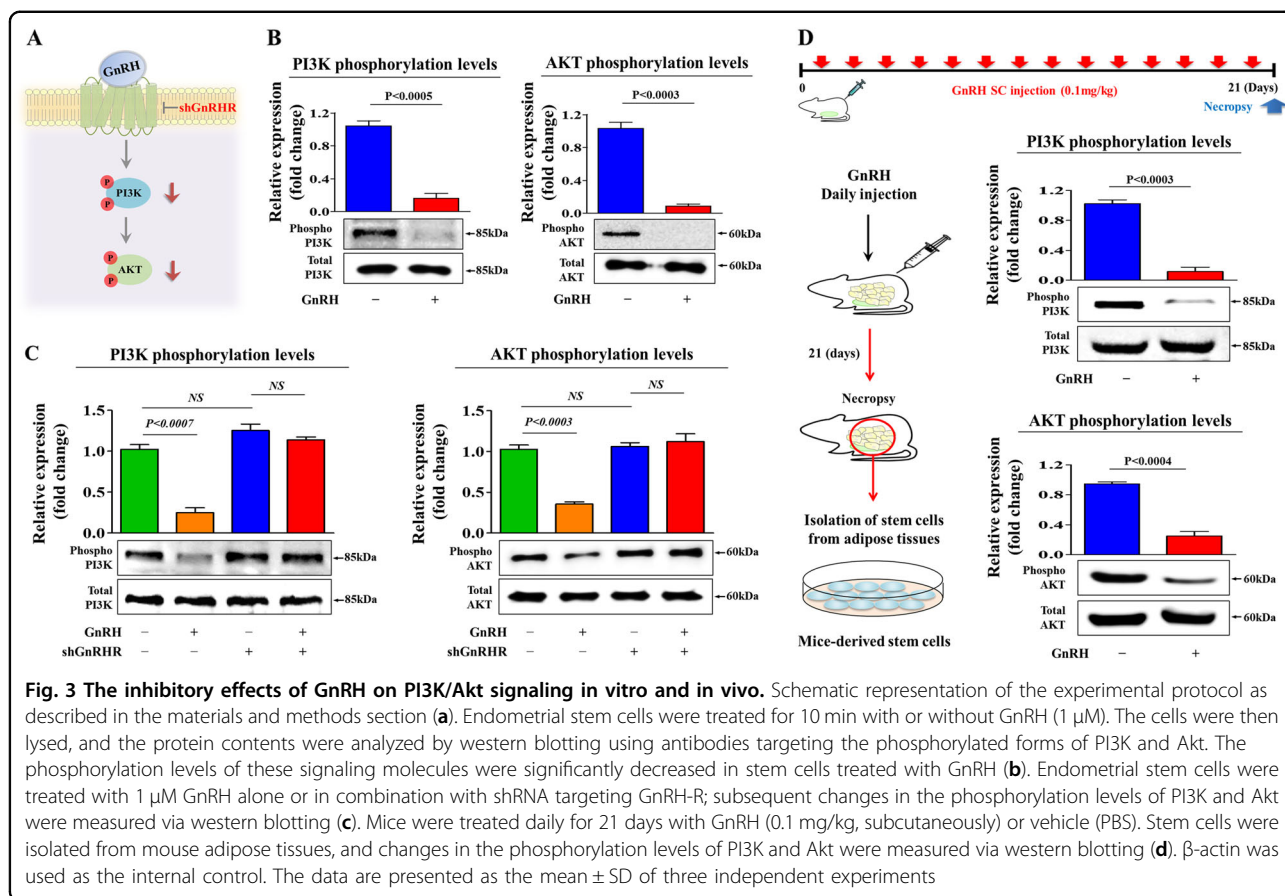 A
GnRH
shGnRHR
P
PI3K
P
P
AKT
P
B
PI3K phosphorylation levels
Relative expression
(fold change)
P<0.0005
1.2
0.8
0.4
0.0
Phospho
PI3K
85kDa
Total
PI3K
85kDa
GnRH
− +
AKT phosphorylation levels
Relative expression
(fold change)
P<0.0003
1.2
0.8
0.4
0.0
Phospho
AKT
60kDa
Total
AKT
60kDa
GnRH
− +
C
PI3K phosphorylation levels
Relative expression
(fold change)
NS
NS
P<0.0007
1.5
1.0
0.5
0.0
Phospho
PI3K
85kDa
Total
PI3K
85kDa
GnRH − + − +
shGnRHR − − + +
AKT phosphorylation levels
Relative expression
(fold change)
NS
NS
P<0.0003
1.5
1.0
0.5
0.0
Phospho
AKT
60kDa
Total
AKT
60kDa
GnRH − + − +
shGnRHR − − + +
D
0
GnRH SC injection (0.1mg/kg)
21 (Days)
Necropsy
GnRH
Daily injection
21 (days)
Necropsy
Isolation of stem cells
from adipose tissues
Mice-derived stem cells
PI3K phosphorylation levels
Relative expression
(fold change)
P<0.0003
1.2
0.8
0.4
0.0
Phospho
PI3K
85kDa
Total
PI3K
85kDa
GnRH − +
AKT phosphorylation levels
Relative expression
(fold change)
P<0.0004
1.2
0.8
0.4
0.0
Phospho
AKT
60kDa
Total
AKT
60kDa
GnRH − +
Fig. 3 The inhibitory effects of GnRH on PI3K/Akt signaling in vitro and in vivo. Schematic representation of the experimental protocol as
described in the materials and methods section (a). Endometrial stem cells were treated for 10 min with or without GnRH (1 μM). The cells were then
lysed, and the protein contents were analyzed by western blotting using antibodies targeting the phosphorylated forms of PI3K and Akt. The
phosphorylation levels of these signaling molecules were significantly decreased in stem cells treated with GnRH (b). Endometrial stem cells were
treated with 1 μM GnRH alone or in combination with shRNA targeting GnRH-R; subsequent changes in the phosphorylation levels of PI3K and Akt
were measured via western blotting (c). Mice were treated daily for 21 days with GnRH (0.1 mg/kg, subcutaneously) or vehicle (PBS). Stem cells were
isolated from mouse adipose tissues, and changes in the phosphorylation levels of PI3K and Akt were measured via western blotting (d). β-actin was
used as the internal control. The data are presented as the mean ± SD of three independent experiments